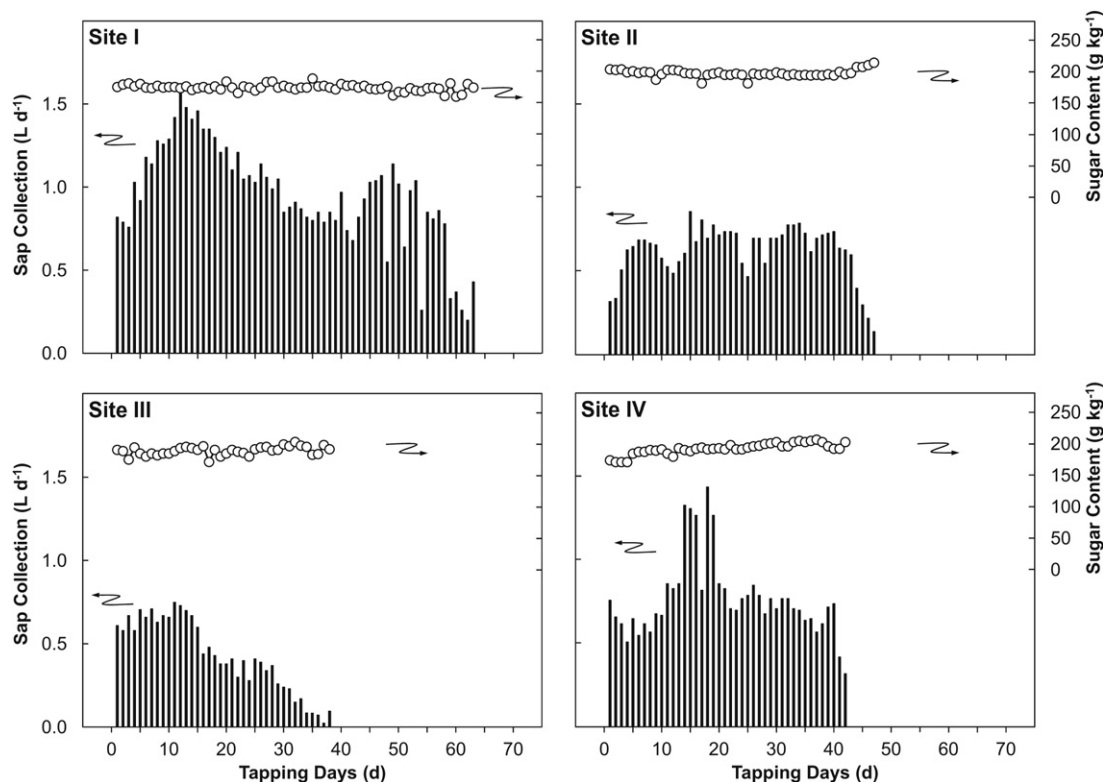 Site I
Site II
Sap Collection (L d-1)
1.5
1.0
0.5
0.0
250
200
150
100
50
0
Sugar Content (g kg-1)
Site III
Site IV
Sap Collection (L d-1)
1.5
1.0
0.5
0.0
250
200
150
100
50
0
Sugar Content (g kg-1)
0 10 20 30 40 50 60 70
0 10 20 30 40 50 60 70
Tapping Days (d)
Tapping Days (d)